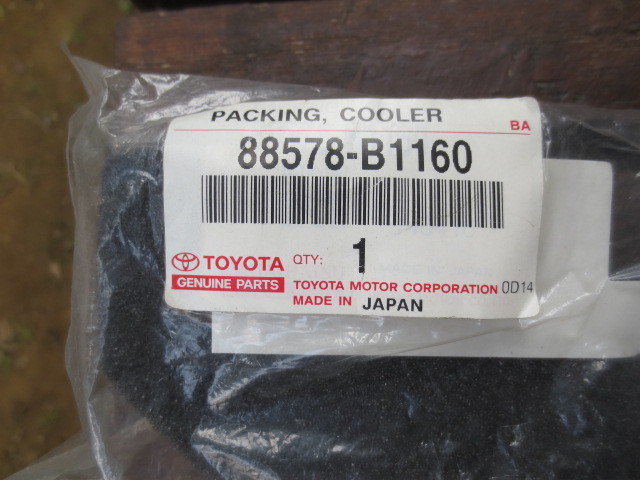 PACKING, COOLER
BA
88578-B1160
TOYOTA
GENUINE PARTS
QTY: 1
TOYOTA MOTOR CORPORATION 0D14
MADE IN JAPAN